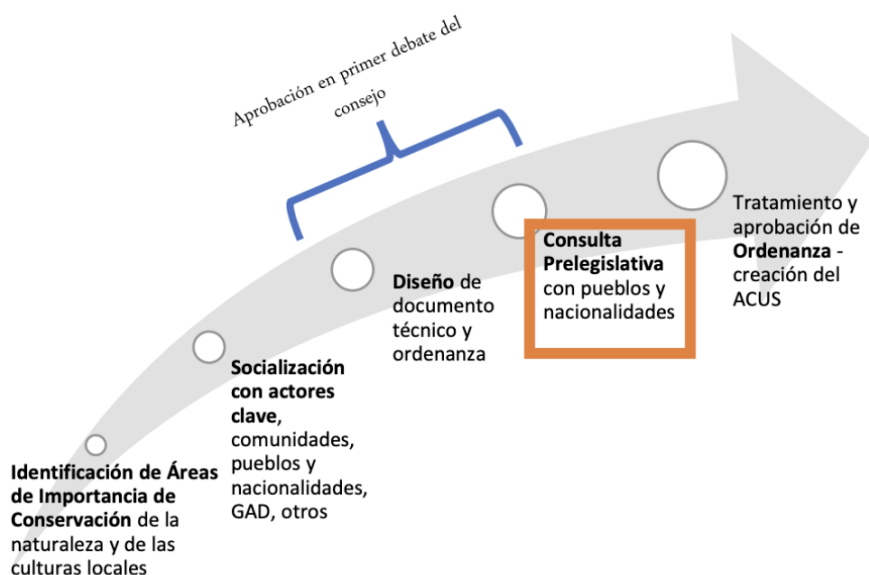 Aprobación en primer debate del
consejo
Identificación de Áreas
de Importancia de
Conservación de la
naturaleza y de las
culturas locales
Socialización
con actores
clave,
comunidades,
pueblos y
nacionalidades,
GAD, otros
Diseño de
documento
técnico y
ordenanza
Consulta
Prelegislativa
con pueblos y
nacionalidades
Tratamiento y
aprobación de
Ordenanza -
creación del
ACUS